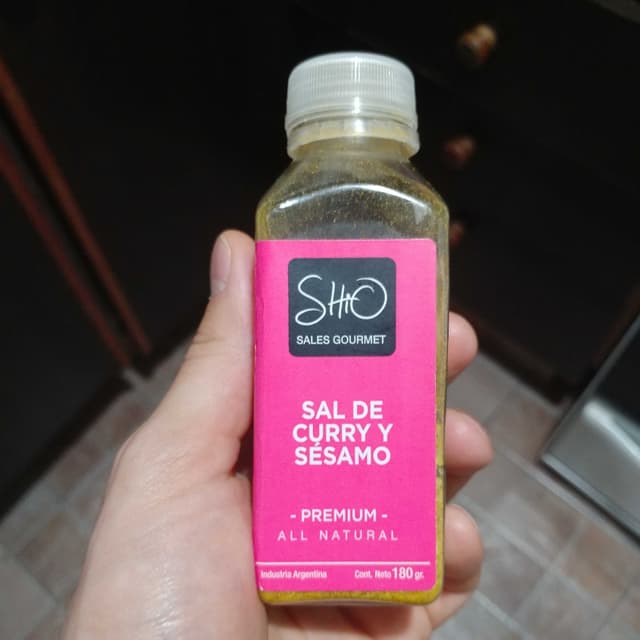 SHiO
SALES GOURMET
SAL DE
CURRY Y
SÉSAMO
- PREMIUM -
ALL NATURAL
Industria Argentina Cont. Neto 180 gr.